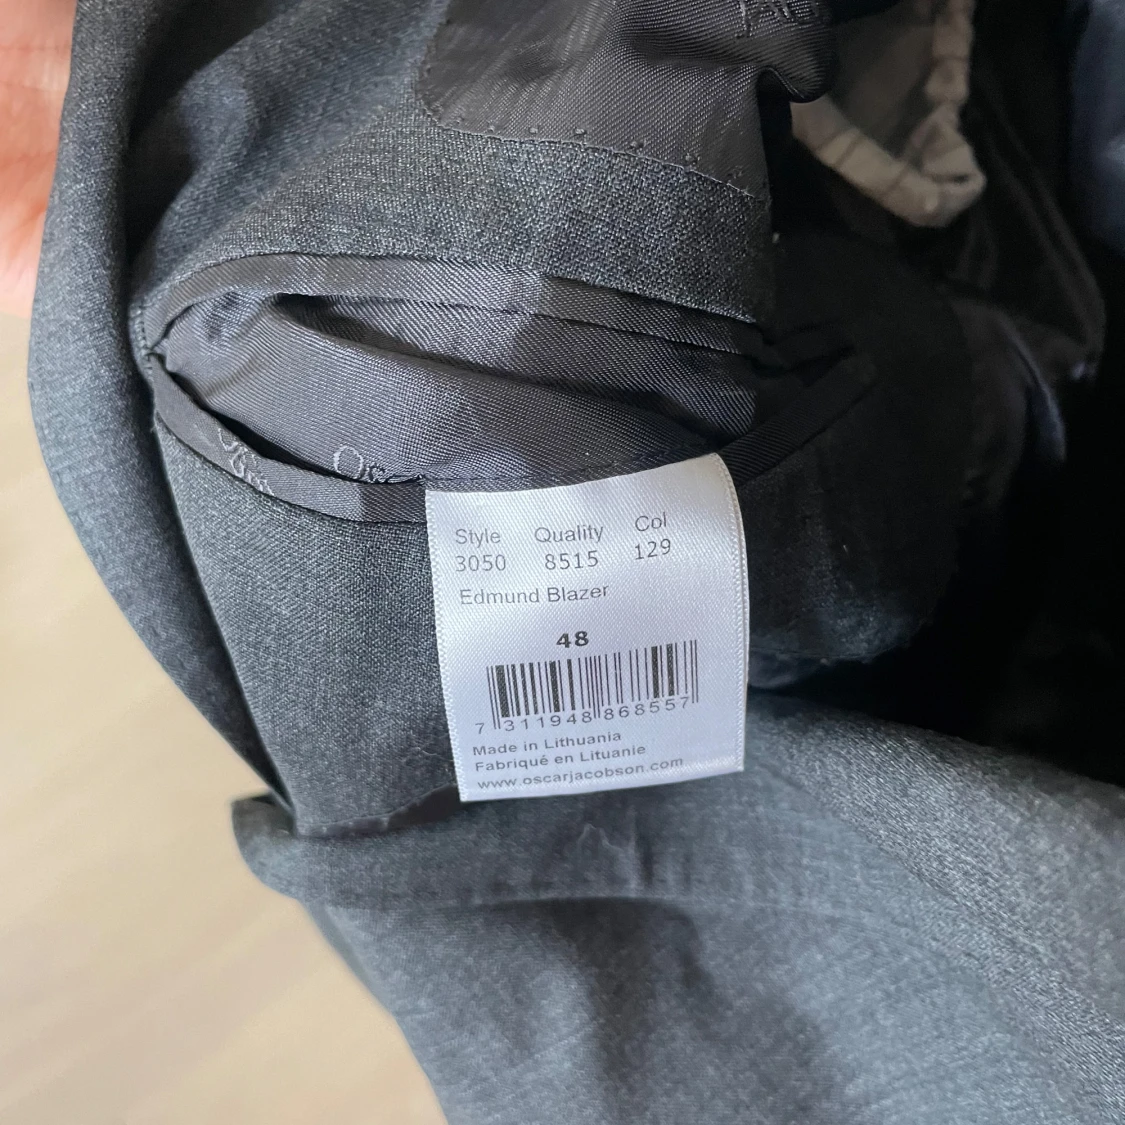 Osc
Style Quality Col
3050 8515 129
Edmund Blazer
48
7 311948 868557
Made in Lithuania
Fabriqué en Lituanie
www.oscarjacobson.com